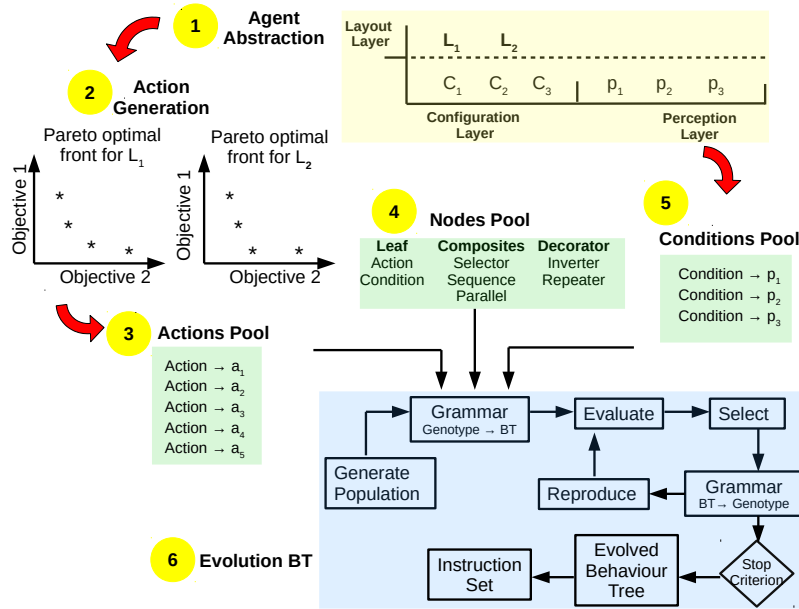 1
Agent
Abstraction
Layout
Layer
L1 L2
C1 C2 C3 p1 p2 p3
Configuration
Layer
Perception
Layer
2
Action
Generation
Pareto optimal
front for L1
Objective 1
* * * *
Objective 2
Pareto optimal
front for L2
Objective 1
* * * *
Objective 2
3
Actions Pool
Action → a1
Action → a2
Action → a3
Action → a4
Action → a5
4
Nodes Pool
Leaf Composites Decorator
Action Selector Inverter
Condition Sequence Repeater
Parallel
5
Conditions Pool
Condition → p1
Condition → p2
Condition → p3
6
Evolution BT
Generate
Population
Grammar
Genotype → BT
Evaluate
Select
Grammar
BT→ Genotype
Reproduce
Stop
Criterion
Evolved
Behaviour
Tree
Instruction
Set